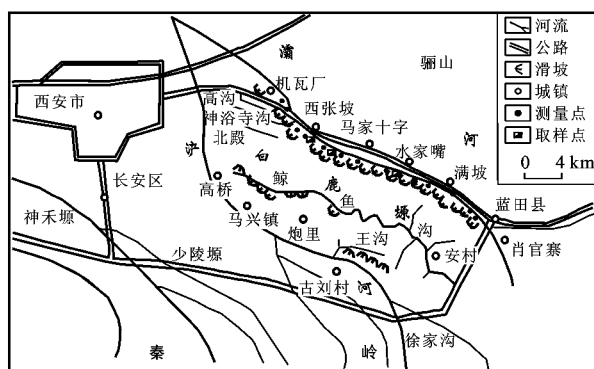 河流
公路
滑坡
城镇
测量点
取样点
0 4 km
灞
骊山
机瓦厂
西安市
高沟
神浴寺沟
北殿
西张坡
马家十字
河
水家嘴
浐
白
鹿
塬
满坡
长安区
高桥
鲸
鱼
沟
蓝田县
神禾塬
马兴镇
炮里
王沟
安村
肖官寨
少陵塬
古刘村
河
徐家沟
秦
岭